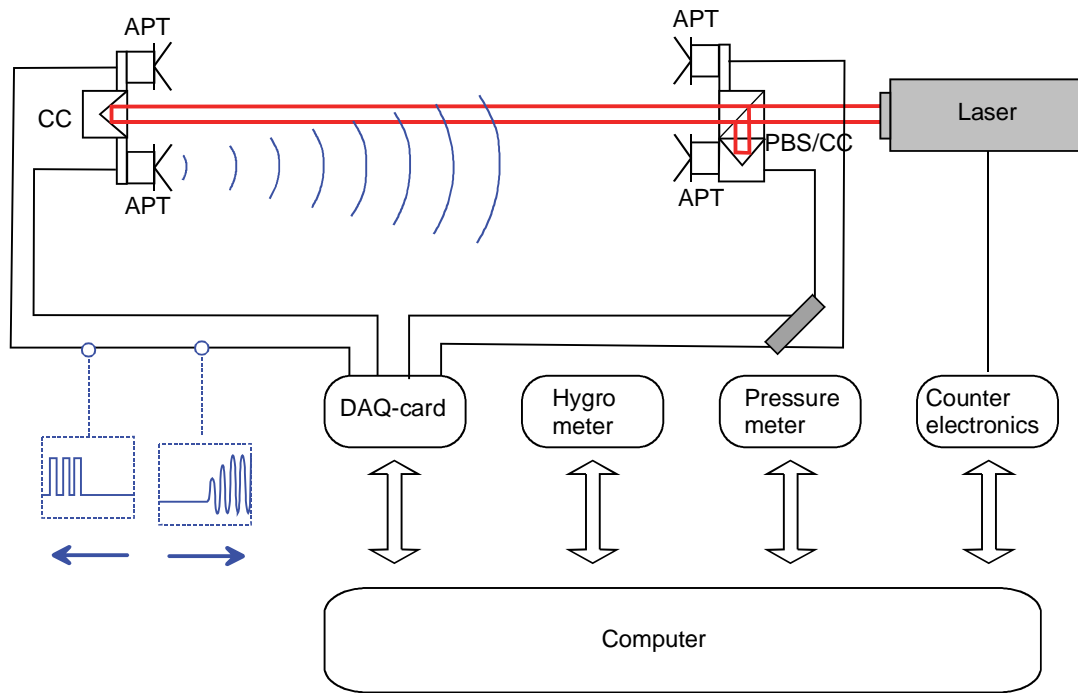 APT
APT
CC
Laser
PBS/CC
APT
APT
DAQ-card
Hygro
meter
Pressure
meter
Counter
electronics
Computer